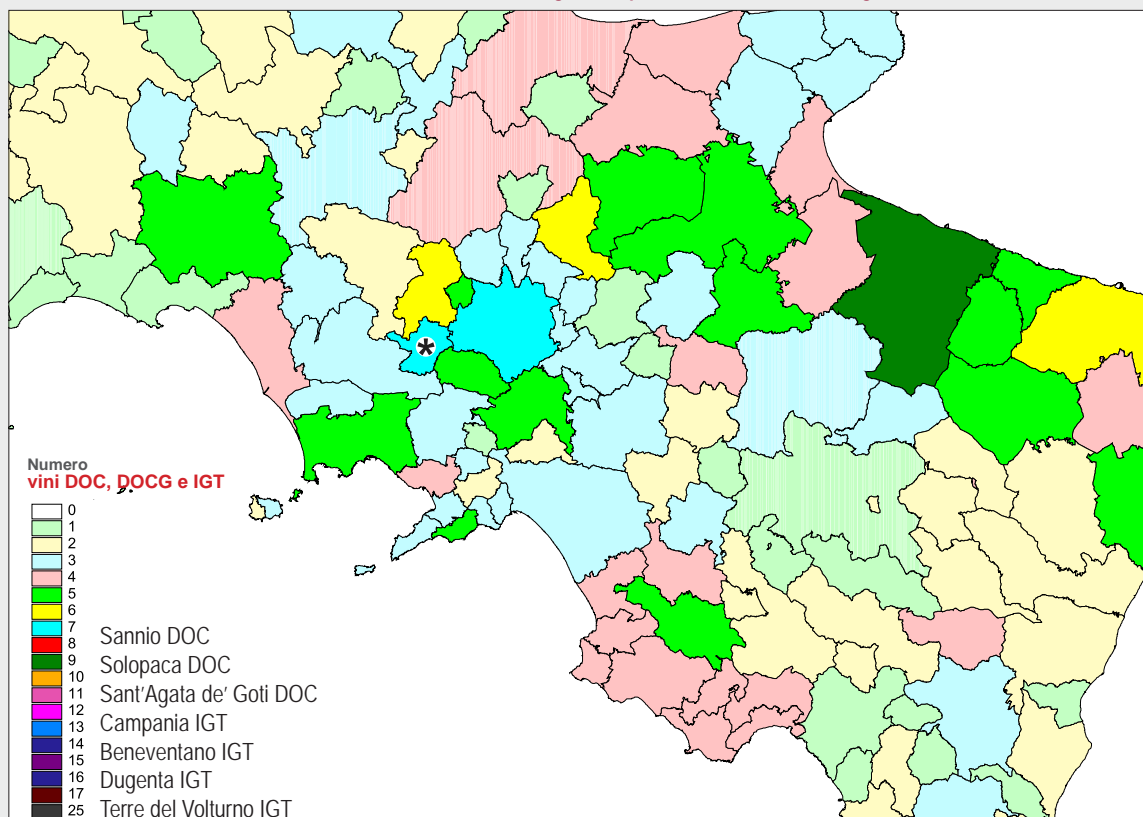 Numero
vini DOC, DOCG e IGT
0
1
2
3
4
5
6
7
8
9
10
11
12
13
14
15
16
17
25
Sannio DOC
Solopaca DOC
Sant'Agata de' Goti DOC
Campania IGT
Beneventano IGT
Dugenta IGT
Terre del Volturno IGT
*